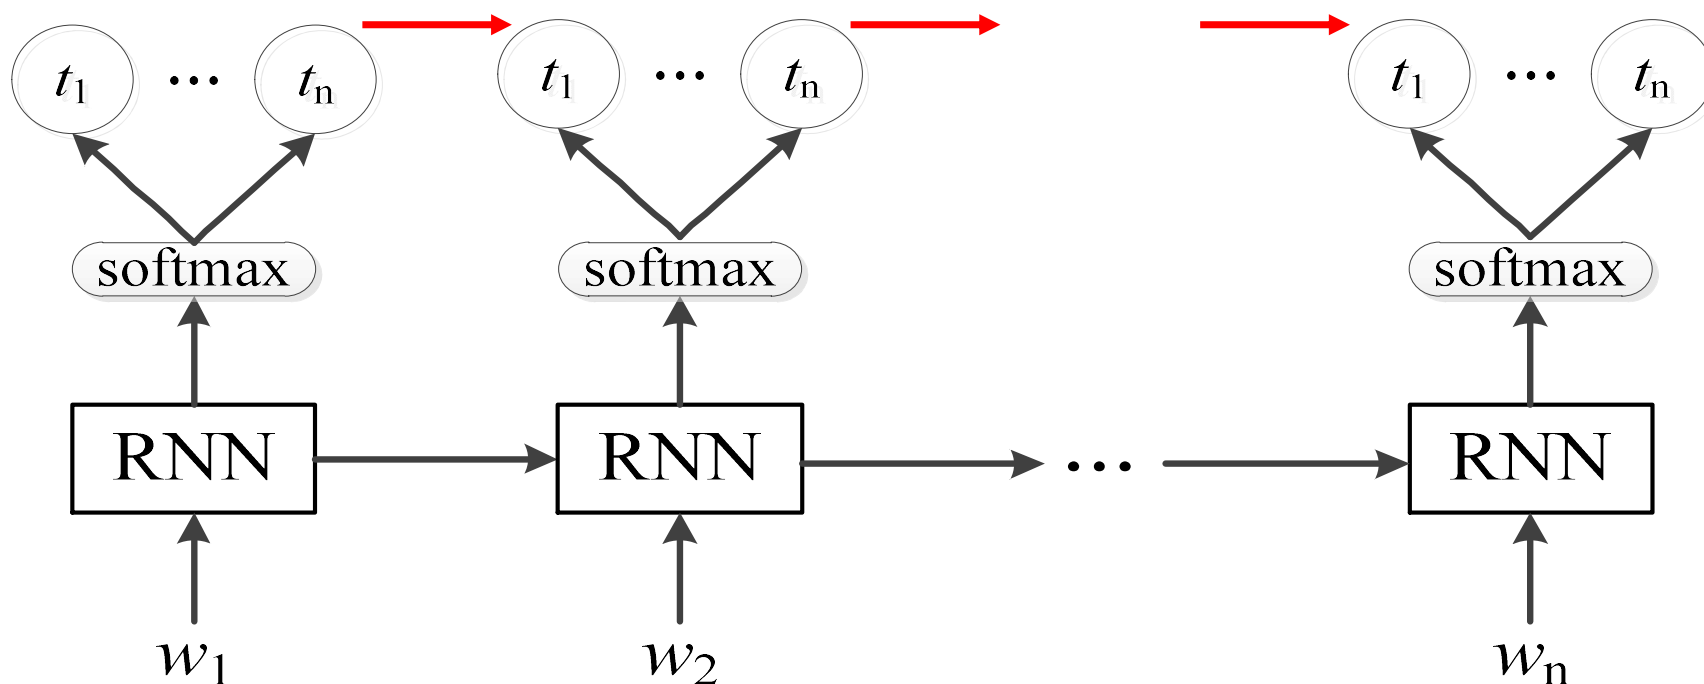 t1 ... tn t1 ... tn t1 ... tn
softmax softmax softmax
RNN RNN ... RNN
w1 w2 wn